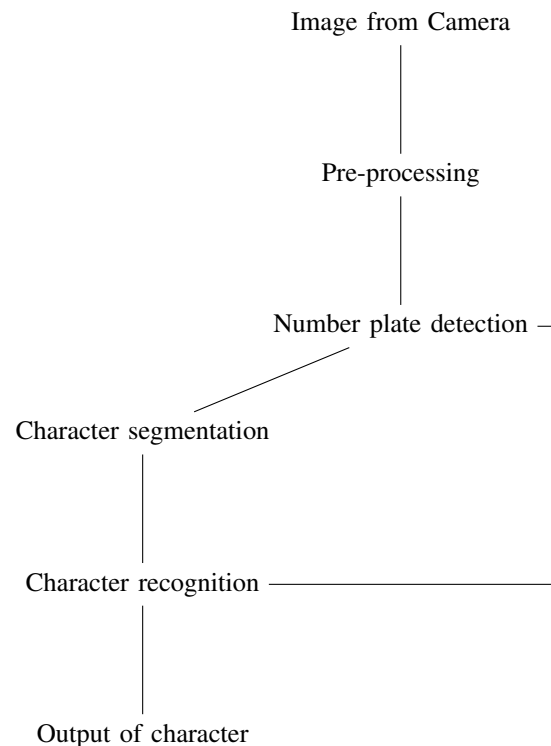 Image from Camera
Pre-processing
Number plate detection
Character segmentation
Character recognition
Output of character